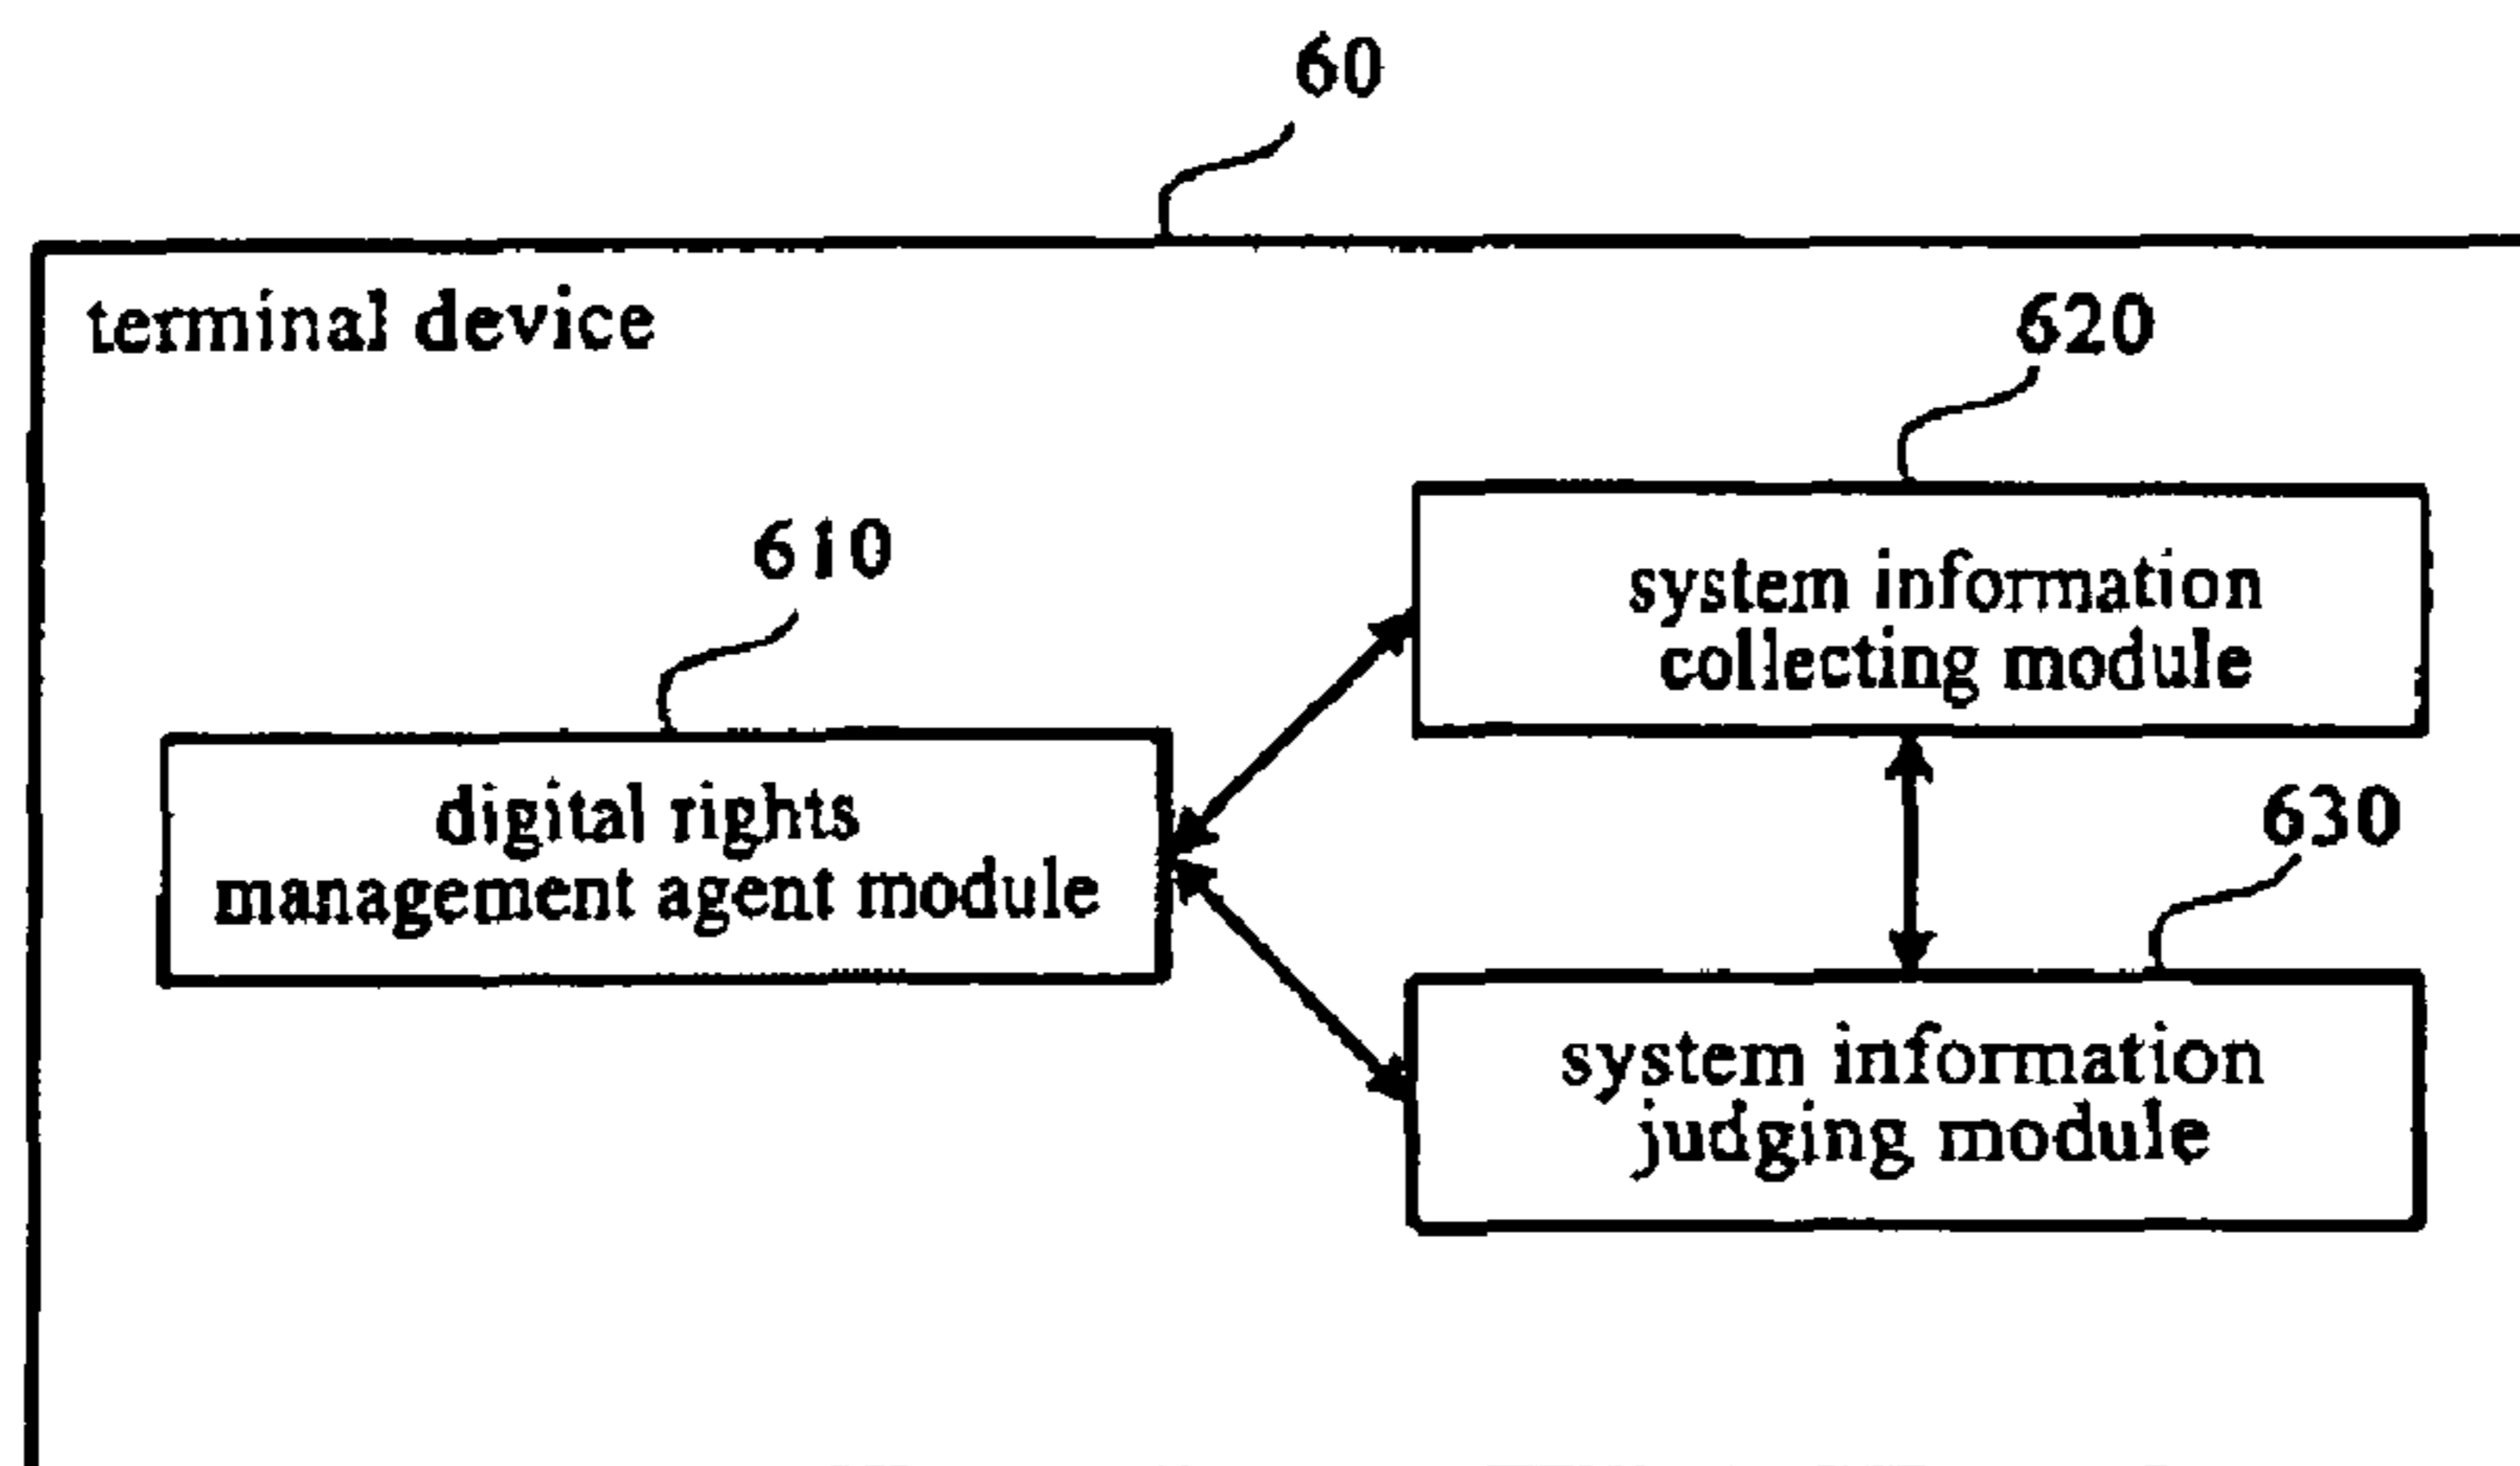 60
terminal device
620
610
system information
collecting module
digital rights
management agent module
630
system information
judging module